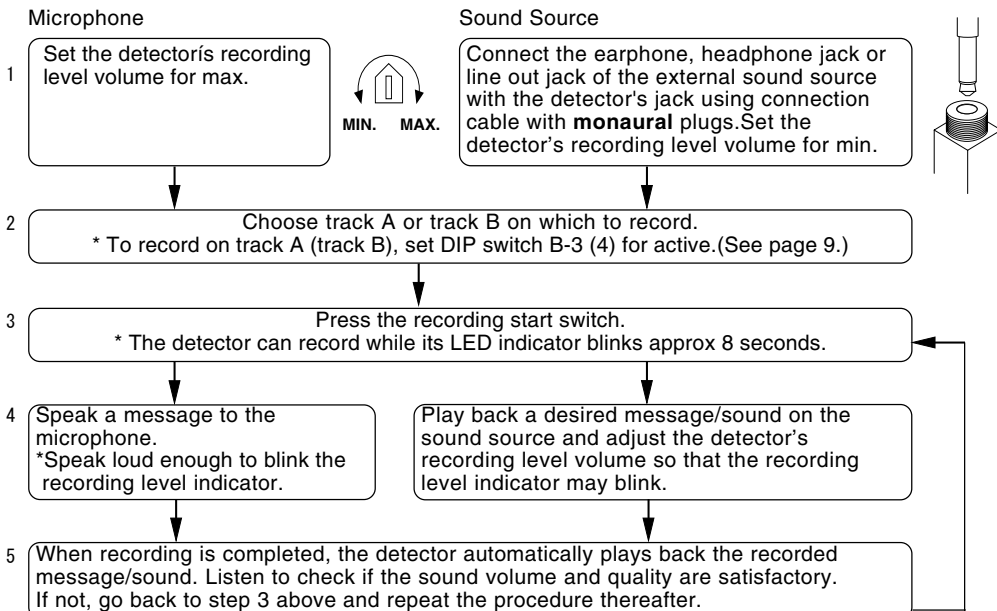 Microphone
Sound Source
1
Set the detectorís recording
level volume for max.
MIN. MAX.
Connect the earphone, headphone jack or
line out jack of the external sound source
with the detector's jack using connection
cable with monaural plugs.Set the
detector’s recording level volume for min.
2
Choose track A or track B on which to record.
* To record on track A (track B), set DIP switch B-3 (4) for active.(See page 9.)
3
Press the recording start switch.
* The detector can record while its LED indicator blinks approx 8 seconds.
4
Speak a message to the
microphone.
*Speak loud enough to blink the
recording level indicator.
Play back a desired message/sound on the
sound source and adjust the detector’s
recording level volume so that the recording
level indicator may blink.
5
When recording is completed, the detector automatically plays back the recorded
message/sound. Listen to check if the sound volume and quality are satisfactory.
If not, go back to step 3 above and repeat the procedure thereafter.